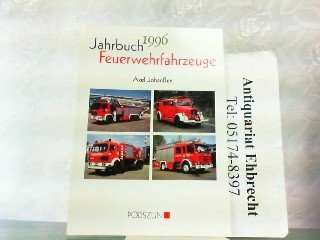 Jahrbuch 1996
Feuerwehrfahrzeuge
Axel Johanßen
PODSZUN
Antiquariat Ehbrecht
Tel: 05174-8397